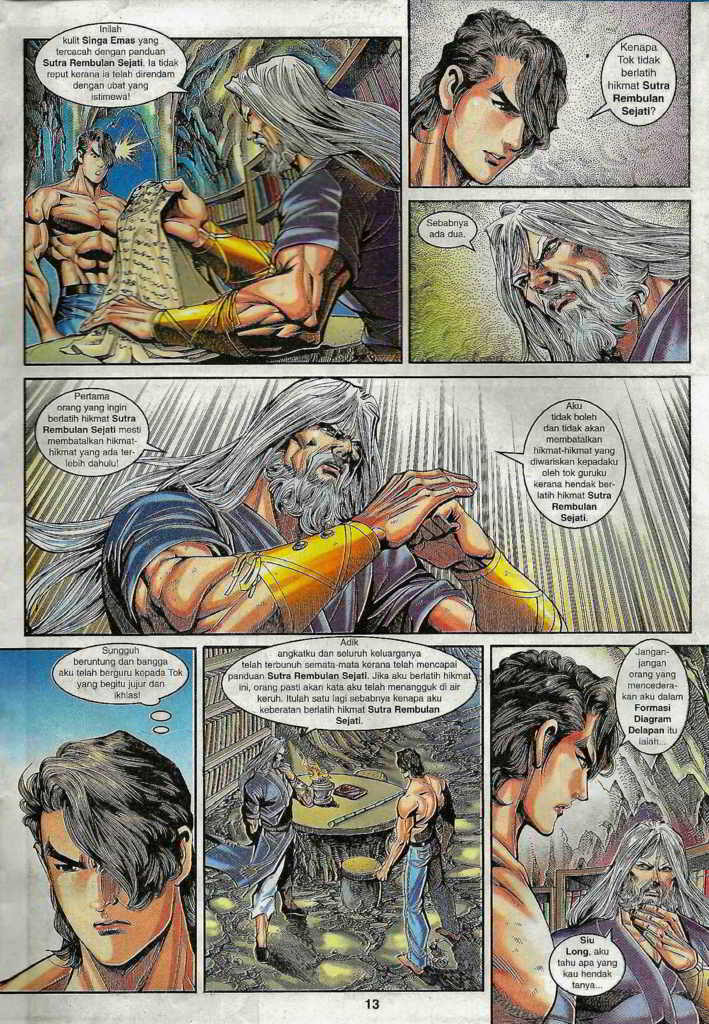 Inilah
kulit Singa Emas yang
tercacah dengan panduan
Sutra Rembulan Sejati. Ia tidak
reput kerana ia telah direndam
dengan ubat yang
istimewa!
Kenapa
Tok tidak
berlatih
hikmat Sutra
Rembulan
Sejati?
Sebabnya
ada dua.
Pertama
orang yang ingin
berlatih hikmat Sutra
Rembulan Sejati mesti
membatalkan hikmat-
hikmat yang ada ter-
lebih dahulu!
Aku
tidak boleh
dan tidak akan
membatalkan
hikmat-hikmat yang
diwariskan kepadaku
oleh tok guruku
kerana hendak ber-
latih hikmat Sutra
Rembulan
Sejati.
Sungguh
beruntung dan bangga
aku telah berguru kepada Tok
yang begitu jujur dan
ikhlas!
Adik
angkatku dan seluruh keluarganya
telah terbunuh semata-mata kerana telah mencapai
panduan Sutra Rembulan Sejati. Jika aku berlatih hikmat
ini, orang pasti akan kata aku telah menangguk di air
keruh. Itulah satu lagi sebabnya kenapa aku
keberatan berlatih hikmat Sutra Rembulan
Sejati.
Jangan-
jangan
orang yang
mencedera-
kan aku dalam
Formasi
Diagram
Delapan itu
ialah...
Siu
Long, aku
tahu apa yang
kau hendak
tanya...
13